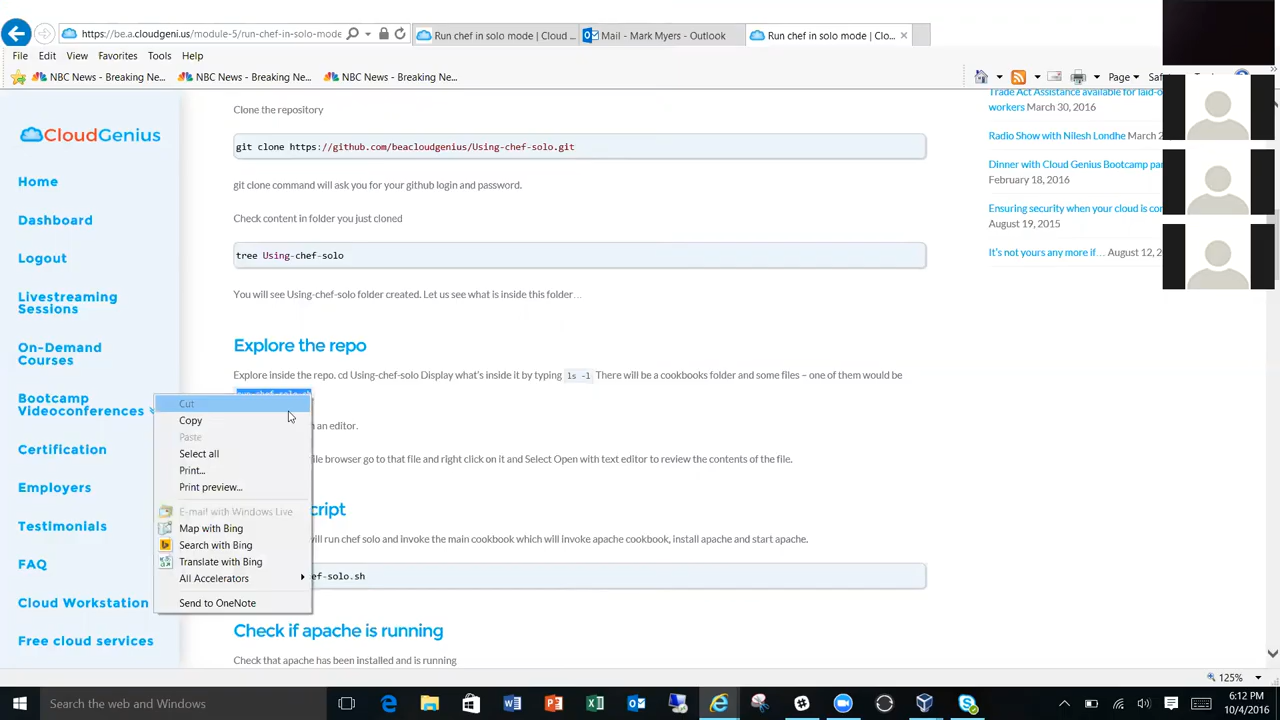 https://be.a.cloudgeni.us/module-5/run-chef-in-solo-mode
Run chef in solo mode | Cloud ...
Mail - Mark Myers - Outlook
Run chef in solo mode | Clo...
File Edit View Favorites Tools Help
NBC News - Breaking Ne... NBC News - Breaking Ne... NBC News - Breaking Ne...
Page
CloudGenius
Home
Dashboard
Logout
Livestreaming
Sessions
On-Demand
Courses
Bootcamp
Videoconferences
Certification
Employers
Testimonials
FAQ
Cloud Workstation
Free cloud services
Clone the repository
git clone https://github.com/beacloudgenius/Using-chef-solo.git
git clone command will ask you for your github login and password.
Check content in folder you just cloned
tree Using-chef-solo
You will see Using-chef-solo folder created. Let us see what is inside this folder...
Explore the repo
Explore inside the repo. cd Using-chef-solo Display what's inside it by typing ls -l There will be a cookbooks folder and some files – one of them would be
run-chef-solo.sh
an editor.
file browser go to that file and right click on it and Select Open with text editor to review the contents of the file.
cript
will run chef solo and invoke the main cookbook which will invoke apache cookbook, install apache and start apache.
ef-solo.sh
Check if apache is running
Check that apache has been installed and is running
Cut
Copy
Paste
Select all
Print...
Print preview...
E-mail with Windows Live
Map with Bing
Search with Bing
Translate with Bing
All Accelerators
Send to OneNote
Trade Act Assistance available for laid-o
workers March 30, 2016
Radio Show with Nilesh Londhe March 2
Dinner with Cloud Genius Bootcamp par
February 18, 2016
Ensuring security when your cloud is con
August 19, 2015
It's not yours any more if... August 12, 2
125%
Search the web and Windows
6:12 PM
10/4/2016